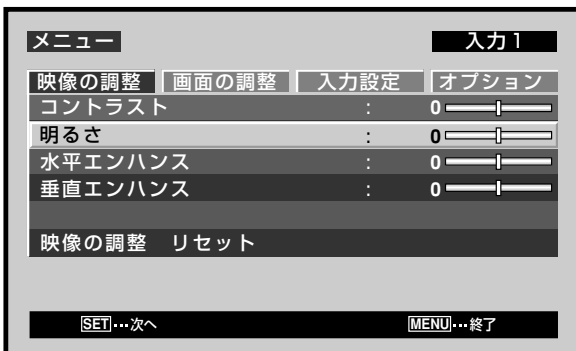 メニュー 入力1
映像の調整 画面の調整 入力設定 オプション
コントラスト : 0
明るさ : 0
水平エンハンス : 0
垂直エンハンス : 0
映像の調整 リセット
SET…次へ MENU…終了